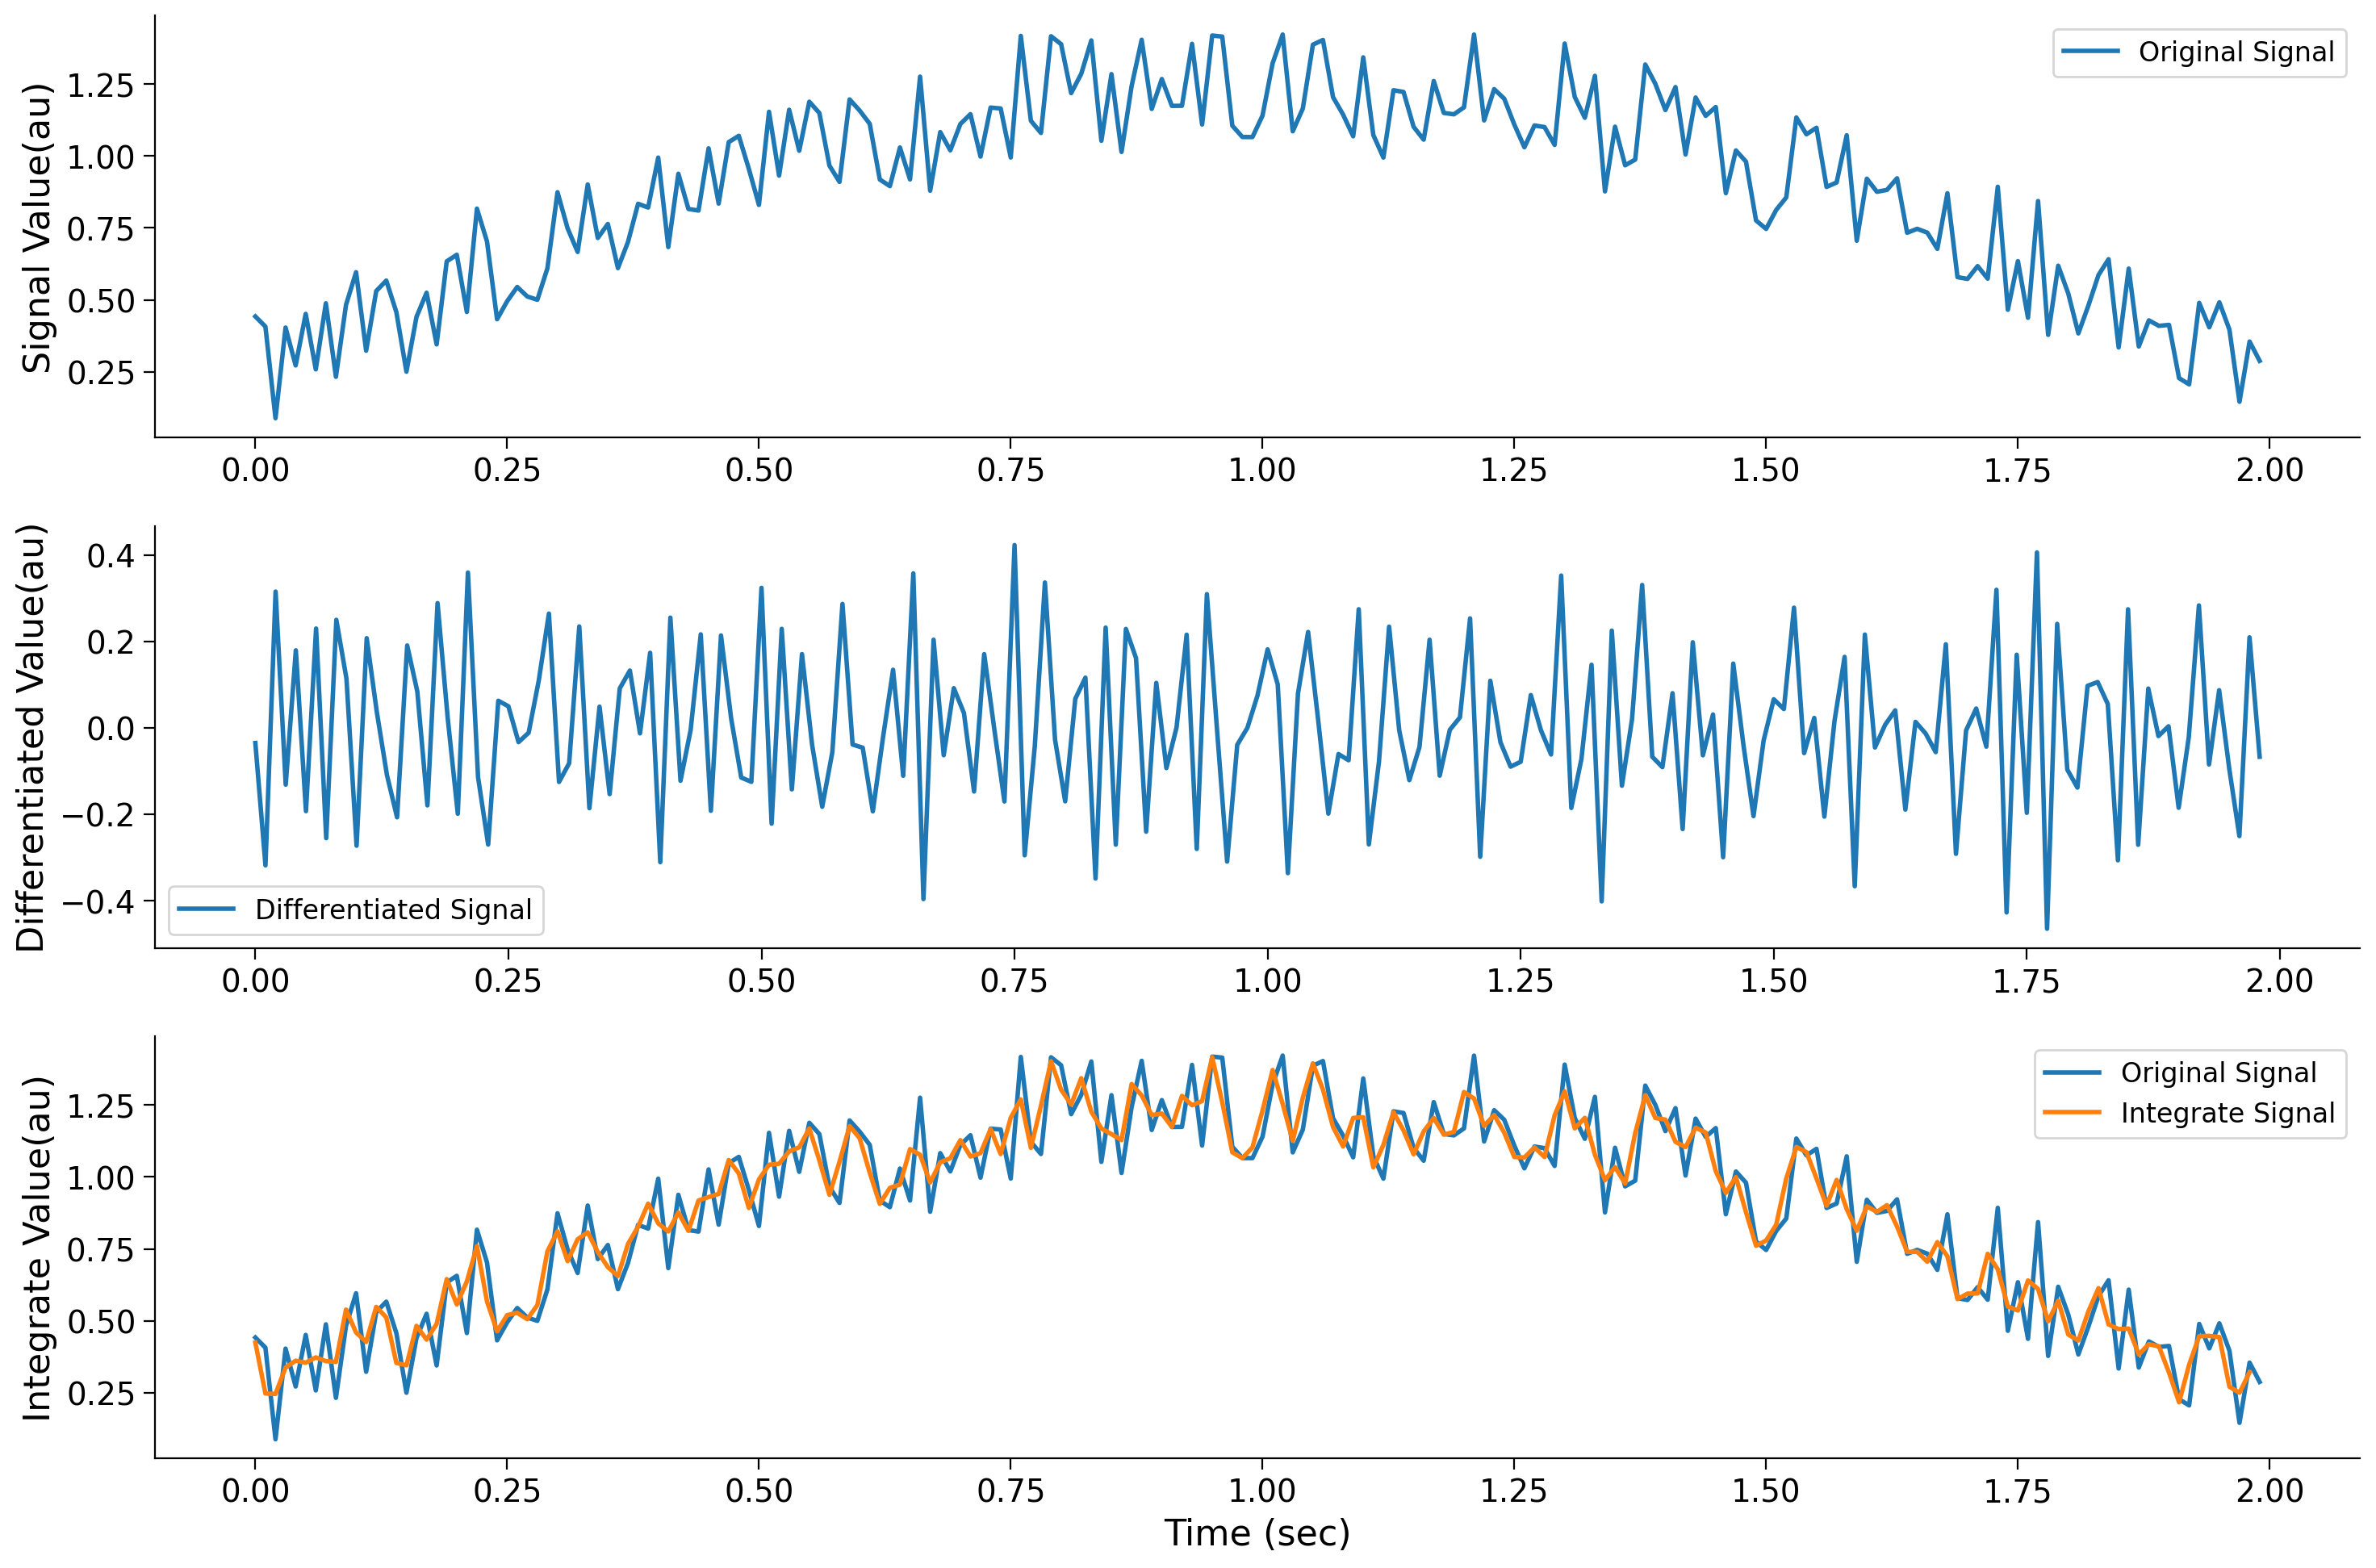 Signal Value(au)
1.25
1.00
0.75
0.50
0.25
Original Signal
0.00 0.25 0.50 0.75 1.00 1.25 1.50 1.75 2.00
Differentiated Value(au)
0.4
0.2
0.0
−0.2
−0.4
Differentiated Signal
0.00 0.25 0.50 0.75 1.00 1.25 1.50 1.75 2.00
Integrate Value(au)
1.25
1.00
0.75
0.50
0.25
Original Signal
Integrate Signal
0.00 0.25 0.50 0.75 1.00 1.25 1.50 1.75 2.00
Time (sec)